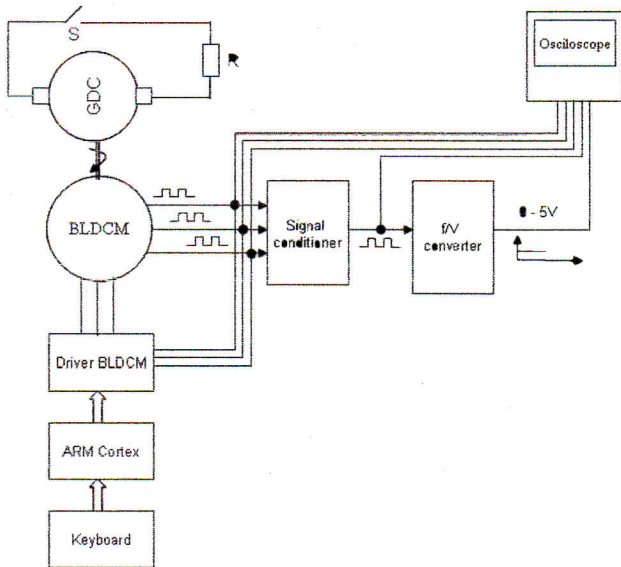 S
R
Osciloscope
GDC
BLDCM
Signal
conditioner
f/V
converter
0 - 5V
Driver BLDCM
ARM Cortex
Keyboard